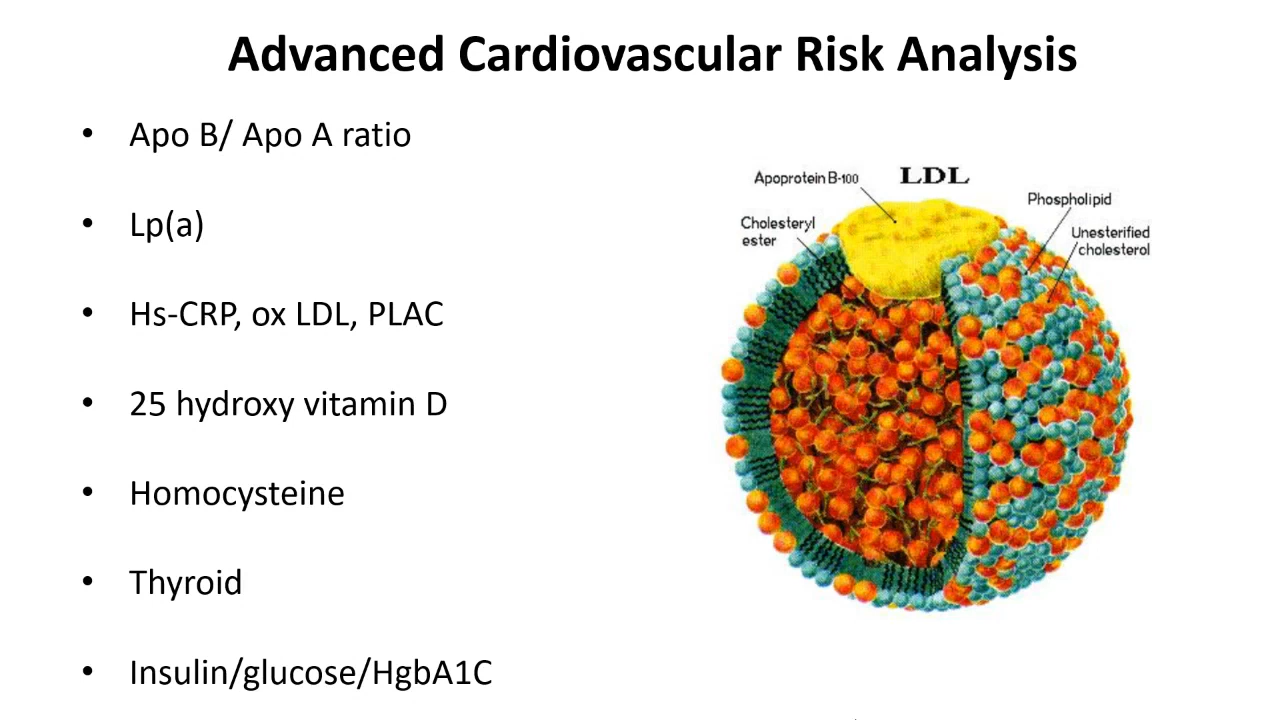 Advanced Cardiovascular Risk Analysis
• Apo B/ Apo A ratio
• Lp(a)
• Hs-CRP, ox LDL, PLAC
• 25 hydroxy vitamin D
• Homocysteine
• Thyroid
• Insulin/glucose/HgbA1C
LDL
Apoprotein B-100
Phospholipid
Cholesteryl
ester
Unesterified
cholesterol